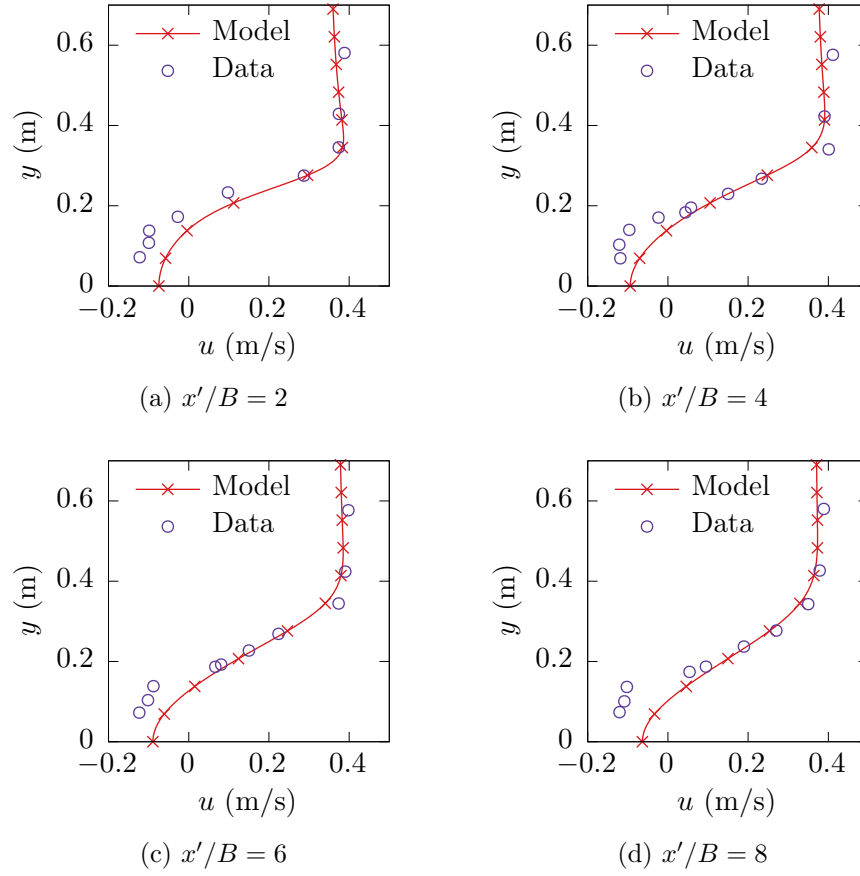 0.6
0.4
0.2
0
y (m)
Model
Data
−0.2
0
0.2
0.4
u (m/s)
(a) x′/B = 2
0.6
0.4
0.2
0
y (m)
Model
Data
−0.2
0
0.2
0.4
u (m/s)
(b) x′/B = 4
0.6
0.4
0.2
0
y (m)
Model
Data
−0.2
0
0.2
0.4
u (m/s)
(c) x′/B = 6
0.6
0.4
0.2
0
y (m)
Model
Data
−0.2
0
0.2
0.4
u (m/s)
(d) x′/B = 8